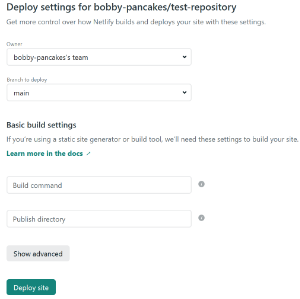 Deploy settings for bobby-pancakes/test-repository
Get more control over how Netlify builds and deploys your site with these settings.
Owner
bobby-pancakes's team
Branch to deploy
main
Basic build settings
If you're using a static site generator or build tool, we'll need these settings to build your site.
Learn more in the docs
Build command
Publish directory
Show advanced
Deploy site